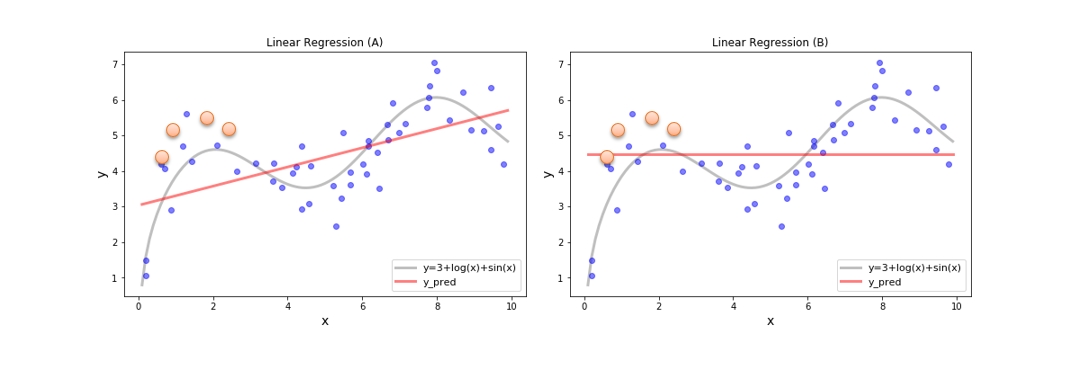 Linear Regression (A)
7
6
5
4
3
2
1
y
0 2 4 6 8 10
x
y=3+log(x)+sin(x)
y_pred
Linear Regression (B)
7
6
5
4
3
2
1
y
0 2 4 6 8 10
x
y=3+log(x)+sin(x)
y_pred